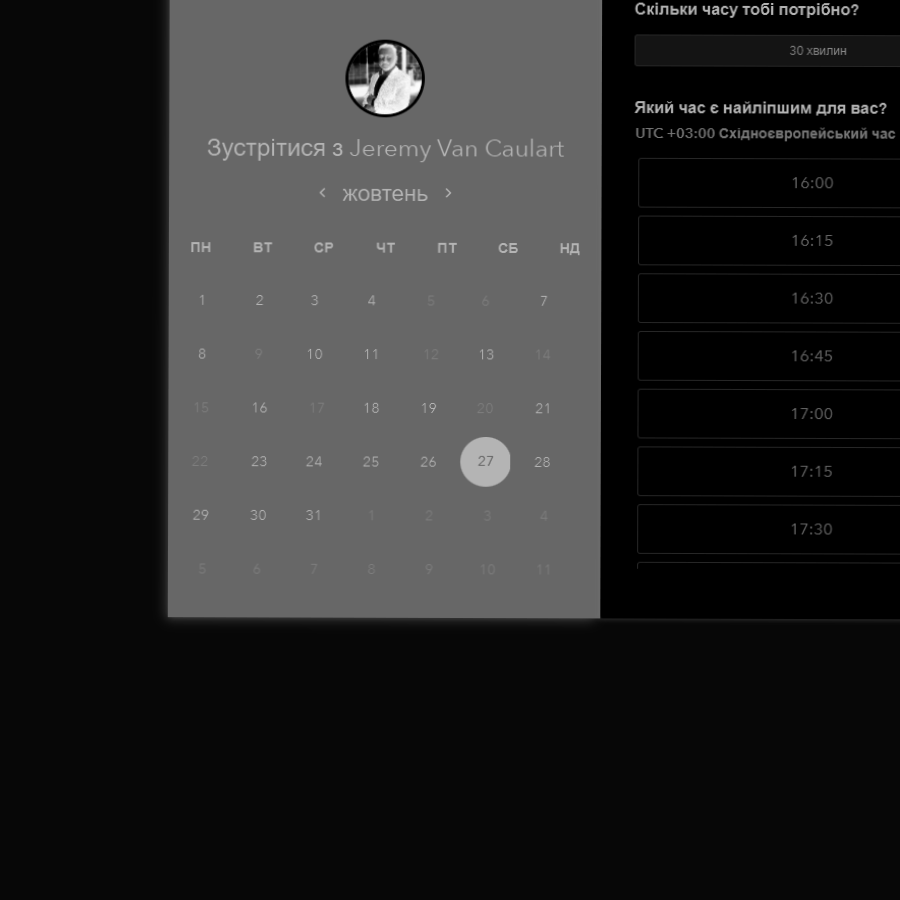 Зустрітися з Jeremy Van Caulart
‹ жовтень ›
ПН ВТ СР ЧТ ПТ СБ НД
1 2 3 4 5 6 7
8 9 10 11 12 13 14
15 16 17 18 19 20 21
22 23 24 25 26 27 28
29 30 31 1 2 3 4
5 6 7 8 9 10 11
Скільки часу тобі потрібно?
30 хвилин
Який час є найліпшим для вас?
UTC +03:00 Східноєвропейський час
16:00
16:15
16:30
16:45
17:00
17:15
17:30